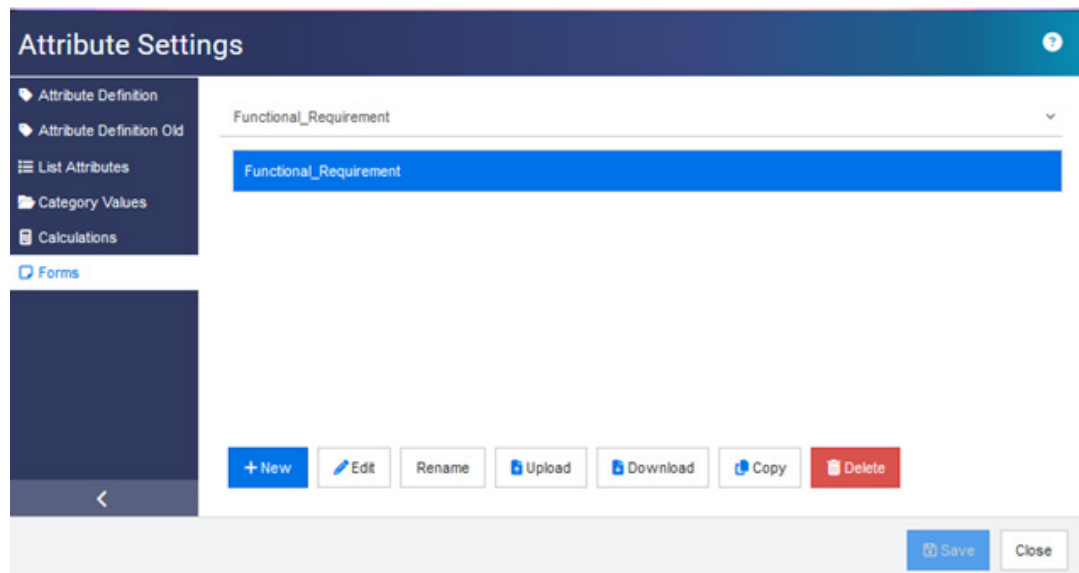 Attribute Settings
?
Attribute Definition
Attribute Definition Old
List Attributes
Category Values
Calculations
Forms
Functional_Requirement
Functional_Requirement
+ New
Edit
Rename
Upload
Download
Copy
Delete
Save
Close